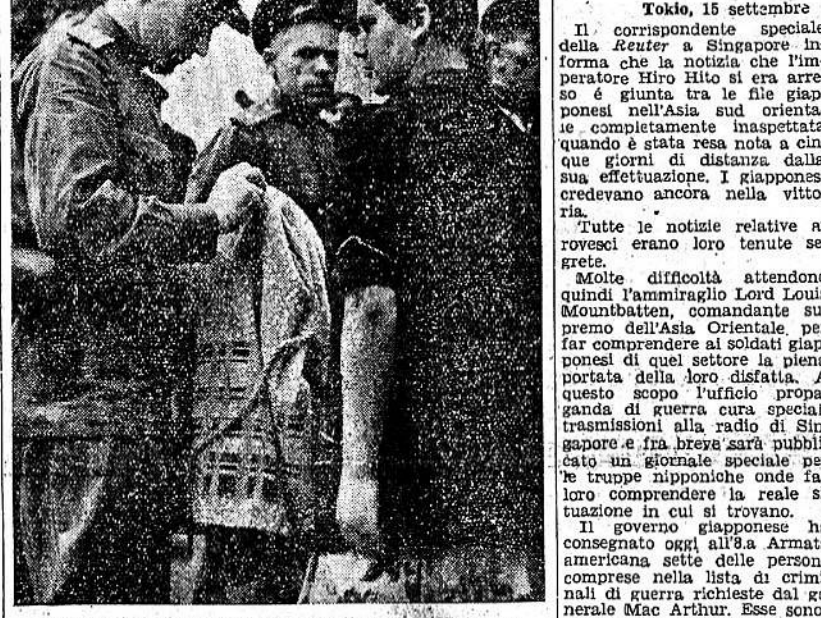 Tokio, 15 settembre
Il corrispondente speciale
della Reuter a Singapore in-
forma che la notizia che l'im-
peratore Hiro Hito si era arre
so é giunta tra le file giap
ponesi nell'Asia sud orienta
le completamente inaspettata
quando è stata resa nota a cin
que giorni di distanza dalla
sua effettuazione. I giappones
credevano ancora nella vitto
ria.
Tutte le notizie relative a
rovesci erano loro tenute se
grete.
Molte difficoltà attendono
quindi l'ammiraglio Lord Louis
Mountbatten, comandante su
premo dell'Asia Orientale, per
far comprendere ai soldati giap
ponesi di quel settore la piena
portata della loro disfatta. A
questo scopo l'ufficio propa
ganda di guerra cura special
trasmissioni alla radio di Sin
gapore e fra breve sarà pubbli
cato un giornale speciale pe
le truppe nipponiche onde fa
loro comprendere la reale si
tuazione in cui si trovano.
Il governo giapponese h
consegnato oggi all'8.a Armat
americana sette delle person
comprese nella lista di crimi
nali di guerra richieste dal ge
nerale Mac Arthur. Esse sono